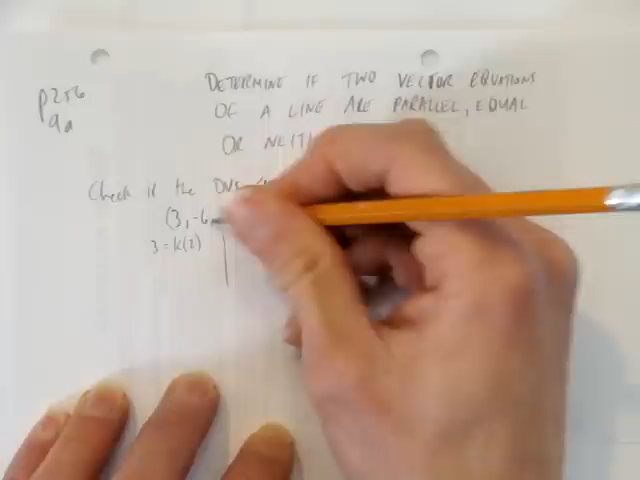 p256
9a
DETERMINE IF TWO VECTOR EQUATIONS
OF A LINE ARE PARALLEL, EQUAL
OR
Check if the
(3, -6
3 = k(2)